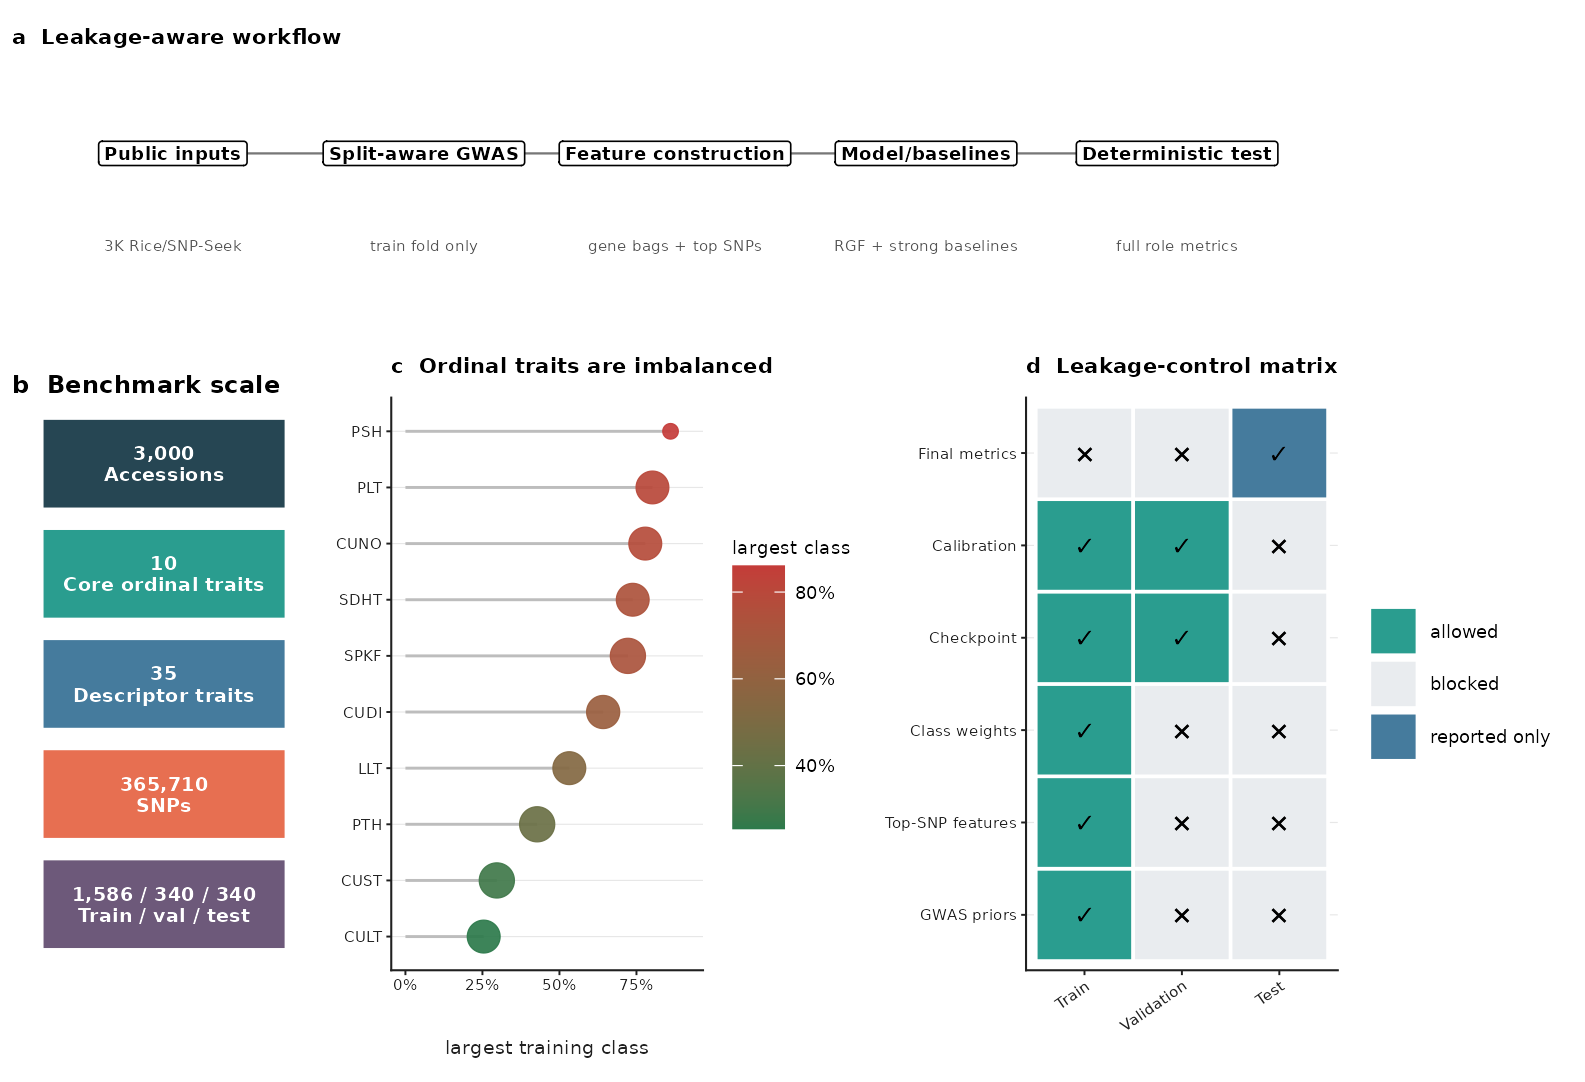 a Leakage-aware workflow
Public inputs
Split-aware GWAS
Feature construction
Model/baselines
Deterministic test
3K Rice/SNP-Seek
train fold only
gene bags + top SNPs
RGF + strong baselines
full role metrics
b Benchmark scale
3,000
Accessions
10
Core ordinal traits
35
Descriptor traits
365,710
SNPs
1,586 / 340 / 340
Train / val / test
c Ordinal traits are imbalanced
PSH
PLT
CUNO
SDHT
SPKF
CUDI
LLT
PTH
CUST
CULT
0% 25% 50% 75%
largest training class
largest class
80%
60%
40%
d Leakage-control matrix
Final metrics × × ✓
Calibration ✓ ✓ ×
Checkpoint ✓ ✓ ×
Class weights ✓ × ×
Top-SNP features ✓ × ×
GWAS priors ✓ × ×
Train Validation Test
allowed
blocked
reported only